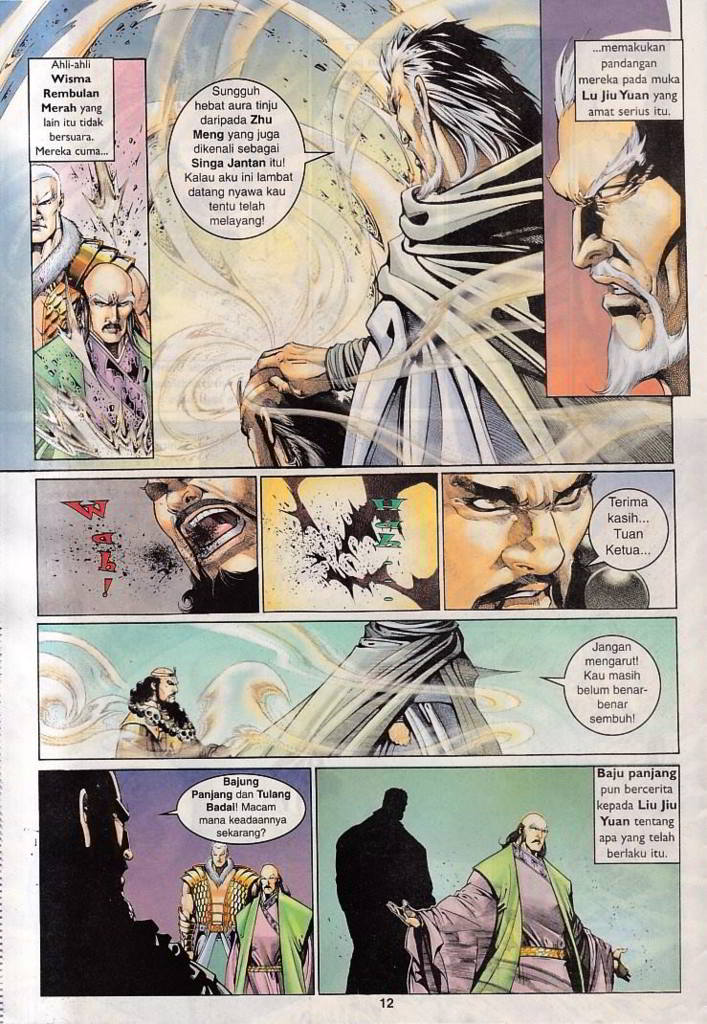 Ahli-ahli
Wisma
Rembulan
Merah yang
lain itu tidak
bersuara.
Mereka cuma...
Sungguh
hebat aura tinju
daripada Zhu
Meng yang juga
dikenali sebagai
Singa Jantan itu!
Kalau aku ini lambat
datang nyawa kau
tentu telah
melayang!
...memakukan
pandangan
mereka pada muka
Lu Jiu Yuan yang
amat serius itu.
Wah!
Terima
kasih...
Tuan
Ketua...
Jangan
mengarut!
Kau masih
belum benar-
benar
sembuh!
Bajung
Panjang dan Tulang
Badai! Macam
mana keadaannya
sekarang?
Baju panjang
pun bercerita
kepada Liu Jiu
Yuan tentang
apa yang telah
berlaku itu.
12